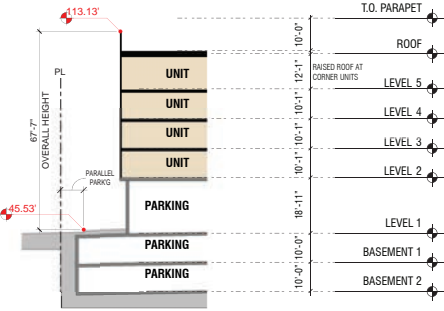 T.O. PARAPET
113.13'
10'-0"
ROOF
12'-1"
RAISED ROOF AT
CORNER UNITS
PL
UNIT
LEVEL 5
10'-1"
UNIT
LEVEL 4
10'-1"
UNIT
67'-7"
OVERALL HEIGHT
LEVEL 3
10'-1"
UNIT
LEVEL 2
PARALLEL
PARKG
18'-11"
PARKING
45.53'
LEVEL 1
10'-0"
PARKING
BASEMENT 1
10'-0"
PARKING
BASEMENT 2